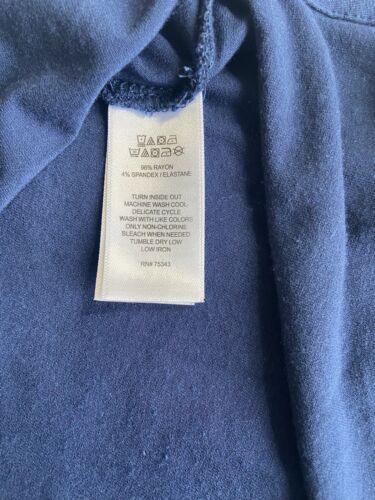 96% RAYON
4% SPANDEX / ELASTANE
TURN INSIDE OUT
MACHINE WASH COOL
DELICATE CYCLE
WASH WITH LIKE COLORS
ONLY NON-CHLORINE
BLEACH WHEN NEEDED
TUMBLE DRY LOW
LOW IRON
RN# 75343